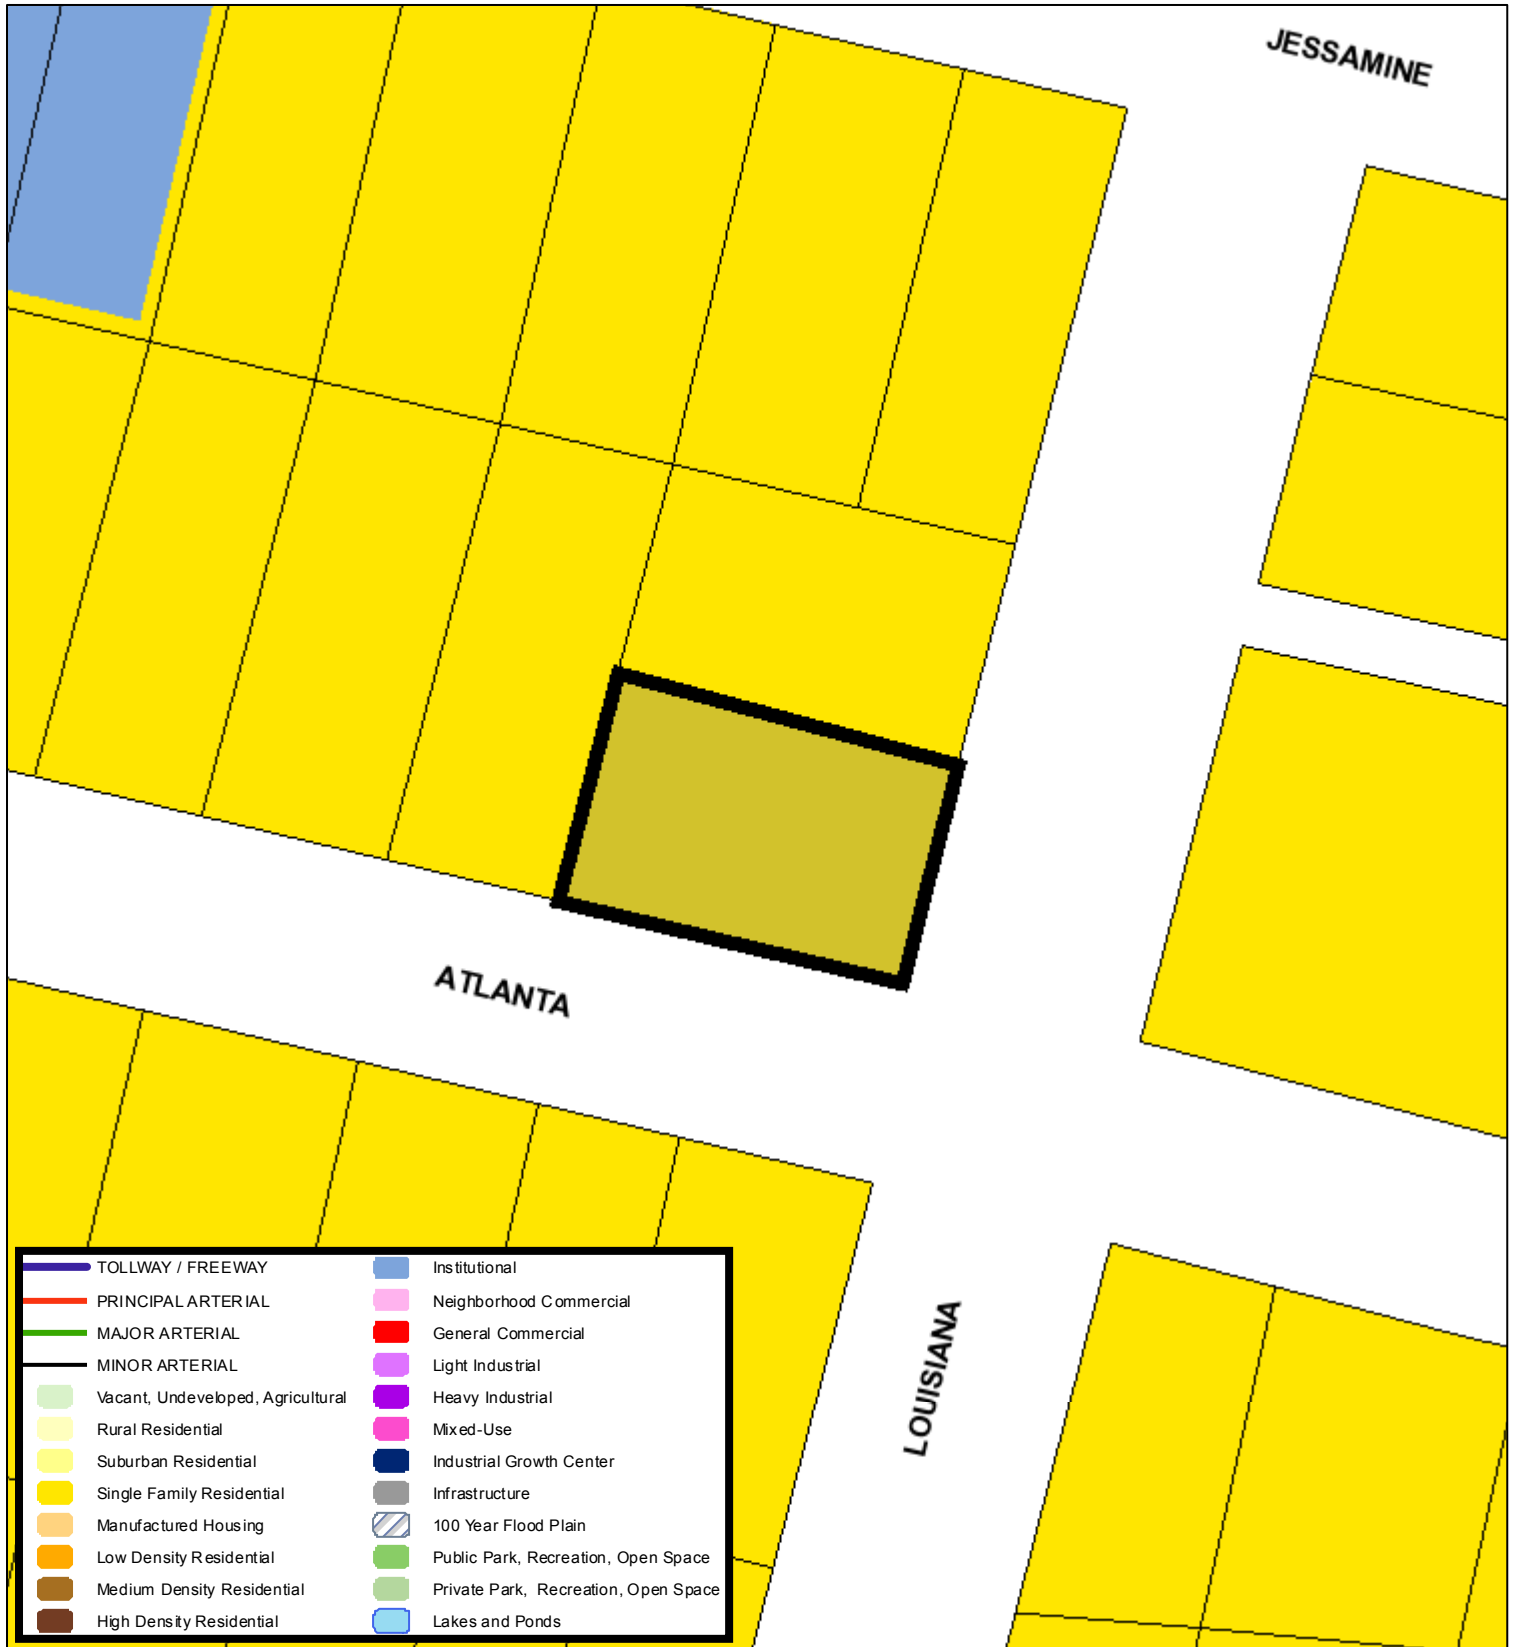 JESSAMINE
ATLANTA
LOUISIANA
TOLLWAY / FREEWAY
PRINCIPAL ARTERIAL
MAJOR ARTERIAL
MINOR ARTERIAL
Vacant, Undeveloped, Agricultural
Rural Residential
Suburban Residential
Single Family Residential
Manufactured Housing
Low Density Residential
Medium Density Residential
High Density Residential
Institutional
Neighborhood Commercial
General Commercial
Light Industrial
Heavy Industrial
Mixed-Use
Industrial Growth Center
Infrastructure
100 Year Flood Plain
Public Park, Recreation, Open Space
Private Park, Recreation, Open Space
Lakes and Ponds